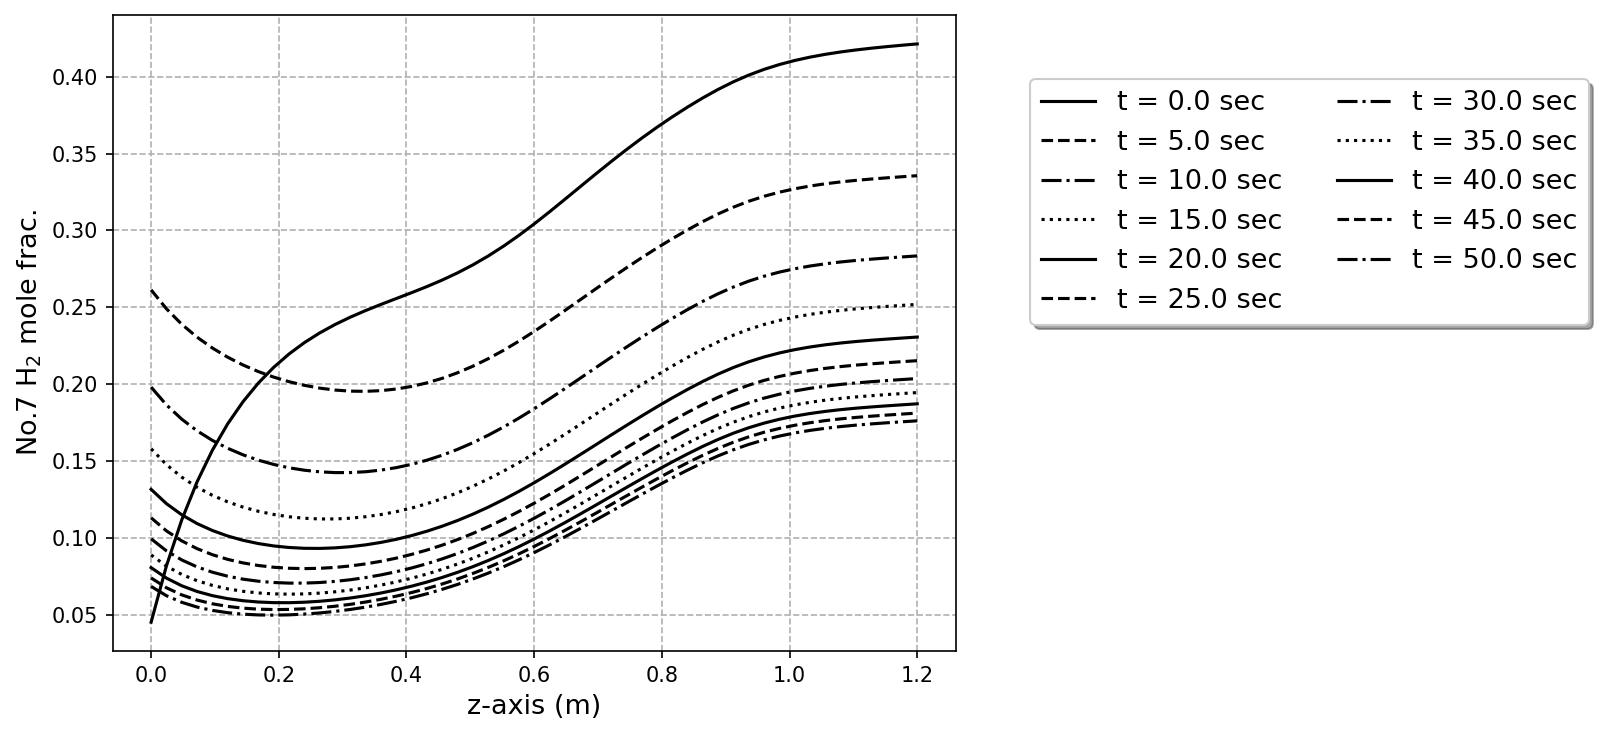 No.7 H₂ mole frac.
0.40
0.35
0.30
0.25
0.20
0.15
0.10
0.05
0.0 0.2 0.4 0.6 0.8 1.0 1.2
z-axis (m)
t = 0.0 sec
t = 5.0 sec
t = 10.0 sec
t = 15.0 sec
t = 20.0 sec
t = 25.0 sec
t = 30.0 sec
t = 35.0 sec
t = 40.0 sec
t = 45.0 sec
t = 50.0 sec